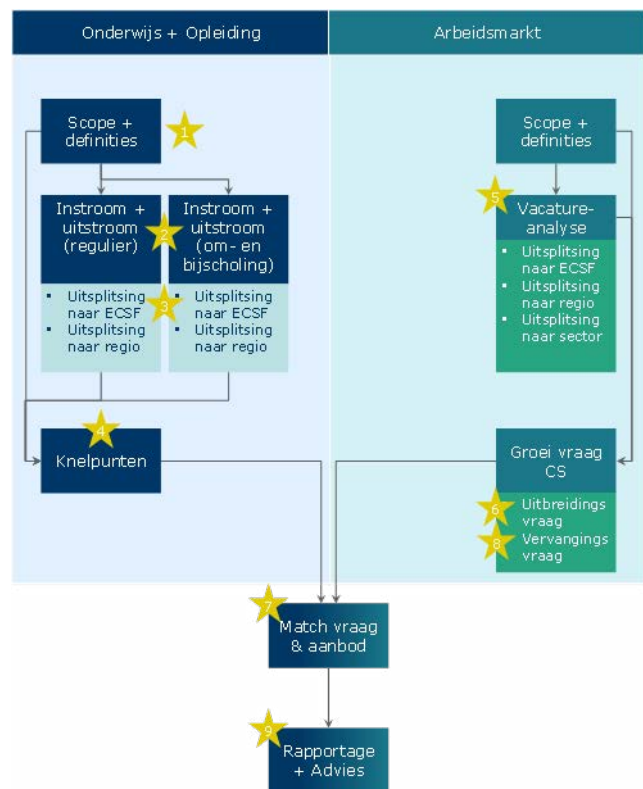 Onderwijs + Opleiding
Arbeidsmarkt
Scope +
definities
1
Scope +
definities
Instroom +
uitstroom
(regulier)
2
Instroom +
uitstroom
(om- en
bijscholing)
5
Vacature-
analyse
▪ Uitsplitsing
naar ECSF
▪ Uitsplitsing
naar regio
3
▪ Uitsplitsing
naar ECSF
▪ Uitsplitsing
naar regio
▪ Uitsplitsing
naar ECSF
▪ Uitsplitsing
naar regio
▪ Uitsplitsing
naar sector
4
Knelpunten
Groei vraag
CS
6
▪ Uitbreidings
vraag
8
▪ Vervangings
vraag
7
Match vraag
& aanbod
9
Rapportage
+ Advies